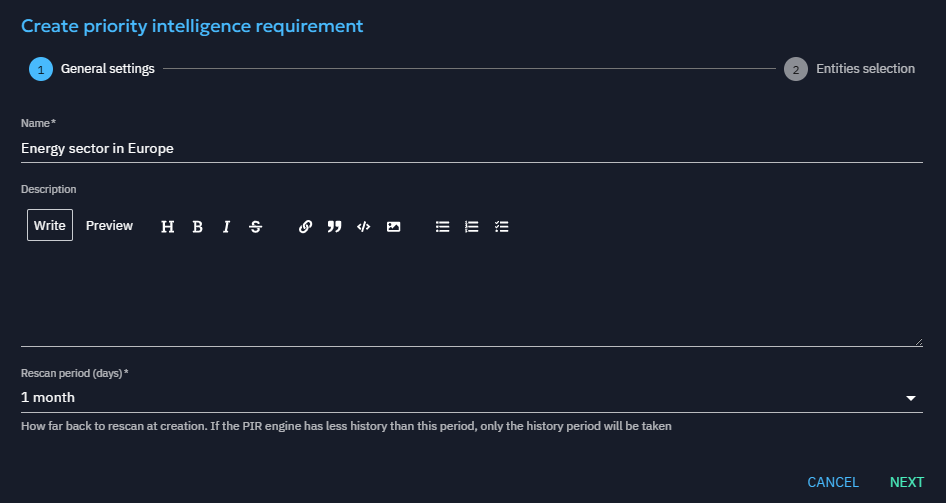 Create priority intelligence requirement
1 General settings 2 Entities selection
Name*
Energy sector in Europe
Description
Write Preview H B I S
Rescan period (days)*
1 month
How far back to rescan at creation. If the PIR engine has less history than this period, only the history period will be taken
CANCEL NEXT